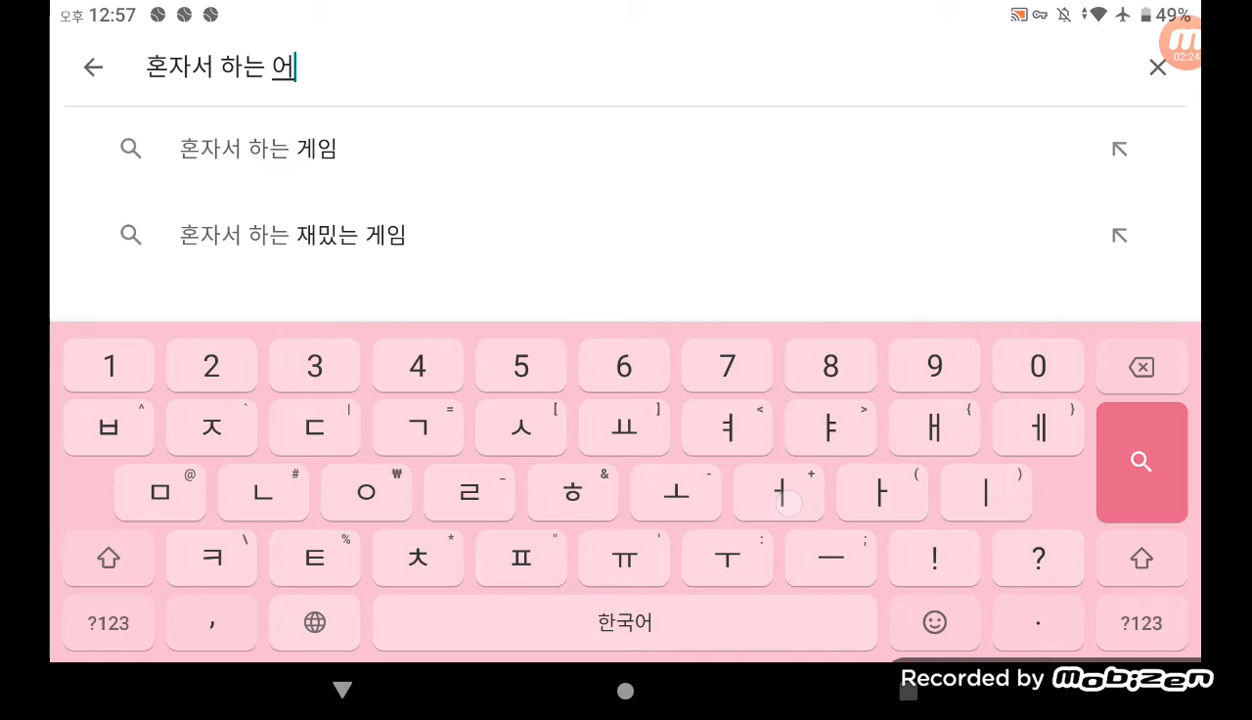 오후 12:57
49%
02:24
혼자서 하는 어
혼자서 하는 게임
혼자서 하는 재밌는 게임
1 2 3 4 5 6 7 8 9 0
ㅂ ^ ㅈ ` ㄷ | ㄱ = ㅅ [ ㅛ ] ㅕ < ㅑ > ㅐ { ㅔ }
ㅁ @ ㄴ # ㅇ ₩ ㄹ _ ㅎ & ㅗ - ㅓ + ㅏ ( ㅣ )
ㅋ \ ㅌ % ㅊ * ㅍ " ㅠ ' ㅜ : ㅡ ; ! ?
?123 , 한국어 . ?123
Recorded by mobizen